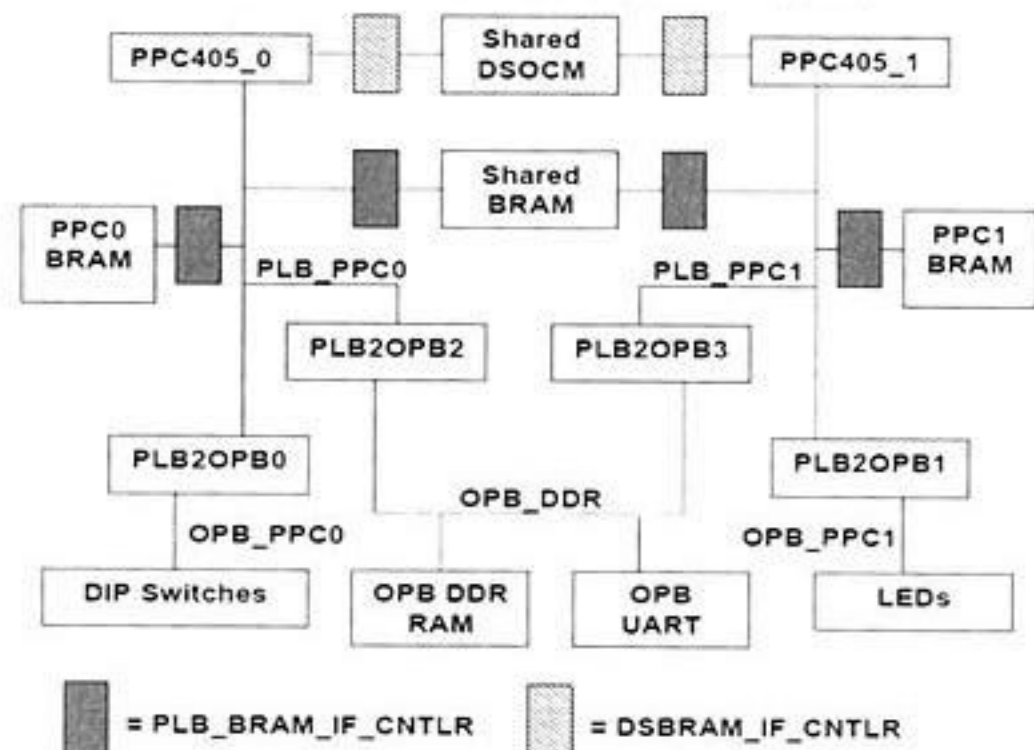 PPC405_0
Shared
DSOCM
PPC405_1
Shared
BRAM
PPC0
BRAM
PPC1
BRAM
PLB_PPC0
PLB_PPC1
PLB2OPB2
PLB2OPB3
PLB2OPB0
PLB2OPB1
OPB_DDR
OPB_PPC0
OPB_PPC1
DIP Switches
OPB DDR
RAM
OPB
UART
LEDs
= PLB_BRAM_IF_CNTLR
= DSBRAM_IF_CNTLR